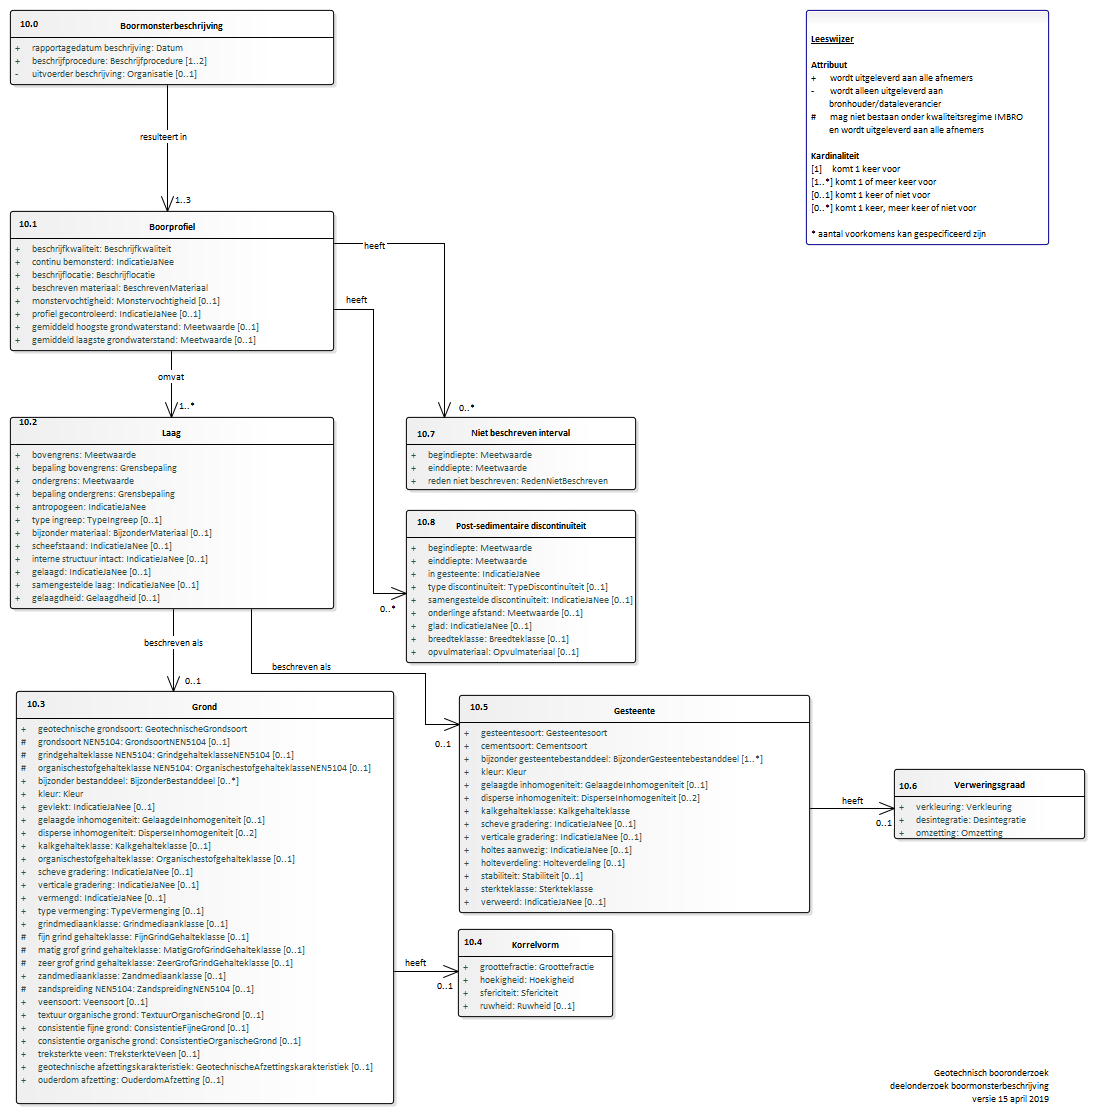 10.0
Boormonsterbeschrijving
+ rapportagedatum beschrijving: Datum
+ beschrijfprocedure: Beschrijfprocedure [1..2]
- uitvoerder beschrijving: Organisatie [0..1]
resulteert in
1..3
Leeswijzer
Attribuut
+ wordt uitgeleverd aan alle afnemers
- wordt alleen uitgeleverd aan
bronhouder/dataleverancier
# mag niet bestaan onder kwaliteitsregime IMBRO
en wordt uitgeleverd aan alle afnemers
Kardinaliteit
[1] komt 1 keer voor
[1..*] komt 1 of meer keer voor
[0..1] komt 1 keer of niet voor
[0..*] komt 1 keer, meer keer of niet voor
* aantal voorkomens kan gespecificeerd zijn
10.1
Boorprofiel
+ beschrijfkwaliteit: Beschrijfkwaliteit
+ continu bemonsterd: IndicatieJaNee
+ beschrijflocatie: Beschrijflocatie
+ beschreven materiaal: BeschrevenMateriaal
+ monstervochtigheid: Monstervochtigheid [0..1]
+ profiel gecontroleerd: IndicatieJaNee [0..1]
+ gemiddeld hoogste grondwaterstand: Meetwaarde [0..1]
+ gemiddeld laagste grondwaterstand: Meetwaarde [0..1]
heeft
heeft
omvat
1..*
0..*
10.2
Laag
+ bovengrens: Meetwaarde
+ bepaling bovengrens: Grensbepaling
+ ondergrens: Meetwaarde
+ bepaling ondergrens: Grensbepaling
+ antropogeen: IndicatieJaNee
+ type ingreep: TypeIngreep [0..1]
+ bijzonder materiaal: BijzonderMateriaal [0..1]
+ scheefstaand: IndicatieJaNee [0..1]
+ interne structuur intact: IndicatieJaNee [0..1]
+ gelaagd: IndicatieJaNee [0..1]
+ samengestelde laag: IndicatieJaNee [0..1]
+ gelaagdheid: Gelaagdheid [0..1]
10.7
Niet beschreven interval
+ begindiepte: Meetwaarde
+ einddiepte: Meetwaarde
+ reden niet beschreven: RedenNietBeschreven
10.8
Post-sedimentaire discontinuïteit
+ begindiepte: Meetwaarde
+ einddiepte: Meetwaarde
+ in gesteente: IndicatieJaNee
+ type discontinuïteit: TypeDiscontinuïteit [0..1]
+ samengestelde discontinuïteit: IndicatieJaNee [0..1]
+ onderlinge afstand: Meetwaarde [0..1]
+ glad: IndicatieJaNee [0..1]
+ breedteklasse: Breedteklasse [0..1]
+ opvulmateriaal: Opvulmateriaal [0..1]
0..*
beschreven als
0..1
beschreven als
0..1
10.3
Grond
+ geotechnische grondsoort: GeotechnischeGrondsoort
# grondsoort NEN5104: GrondsoortNEN5104 [0..1]
# grindgehalteklasse NEN5104: GrindgehalteklasseNEN5104 [0..1]
# organischestofgehalteklasse NEN5104: OrganischestofgehalteklasseNEN5104 [0..1]
+ bijzonder bestanddeel: BijzonderBestanddeel [0..*]
+ kleur: Kleur
+ gevlekt: IndicatieJaNee [0..1]
+ gelaagde inhomogeniteit: GelaagdeInhomogeniteit [0..1]
+ disperse inhomogeniteit: DisperseInhomogeniteit [0..2]
+ kalkgehalteklasse: Kalkgehalteklasse [0..1]
+ organischestofgehalteklasse: Organischestofgehalteklasse [0..1]
+ scheve gradering: IndicatieJaNee [0..1]
+ verticale gradering: IndicatieJaNee [0..1]
+ vermengd: IndicatieJaNee [0..1]
+ type vermenging: TypeVermenging [0..1]
+ grindmediaanklasse: Grindmediaanklasse [0..1]
# fijn grind gehalteklasse: FijnGrindGehalteklasse [0..1]
# matig grof grind gehalteklasse: MatigGrofGrindGehalteklasse [0..1]
# zeer grof grind gehalteklasse: ZeerGrofGrindGehalteklasse [0..1]
+ zandmediaanklasse: Zandmediaanklasse [0..1]
# zandspreiding NEN5104: ZandspreidingNEN5104 [0..1]
+ veensoort: Veensoort [0..1]
+ textuur organische grond: TextuurOrganischeGrond [0..1]
+ consistentie fijne grond: ConsistentieFijneGrond [0..1]
+ consistentie organische grond: ConsistentieOrganischeGrond [0..1]
+ treksterkte veen: TreksterkteVeen [0..1]
+ geotechnische afzettingskarakteristiek: GeotechnischeAfzettingskarakteristiek [0..1]
+ ouderdom afzetting: OuderdomAfzetting [0..1]
10.5
Gesteente
+ gesteentesoort: Gesteentesoort
+ cementsoort: Cementsoort
+ bijzonder gesteentebestanddeel: BijzonderGesteentebestanddeel [1..*]
+ kleur: Kleur
+ gelaagde inhomogeniteit: GelaagdeInhomogeniteit [0..1]
+ disperse inhomogeniteit: DisperseInhomogeniteit [0..2]
+ kalkgehalteklasse: Kalkgehalteklasse
+ scheve gradering: IndicatieJaNee [0..1]
+ verticale gradering: IndicatieJaNee [0..1]
+ holtes aanwezig: IndicatieJaNee [0..1]
+ holteverdeling: Holteverdeling [0..1]
+ stabiliteit: Stabiliteit [0..1]
+ sterkteklasse: Sterkteklasse
+ verweerd: IndicatieJaNee [0..1]
heeft
0..1
10.6
Verweringsgraad
+ verkleuring: Verkleuring
+ desintegratie: Desintegratie
+ omzetting: Omzetting
heeft
0..1
10.4
Korrelvorm
+ groottefractie: Groottefractie
+ hoekigheid: Hoekigheid
+ sfericiteit: Sfericiteit
+ ruwheid: Ruwheid [0..1]
Geotechnisch booronderzoek
deelonderzoek boormonsterbeschrijving
versie 15 april 2019